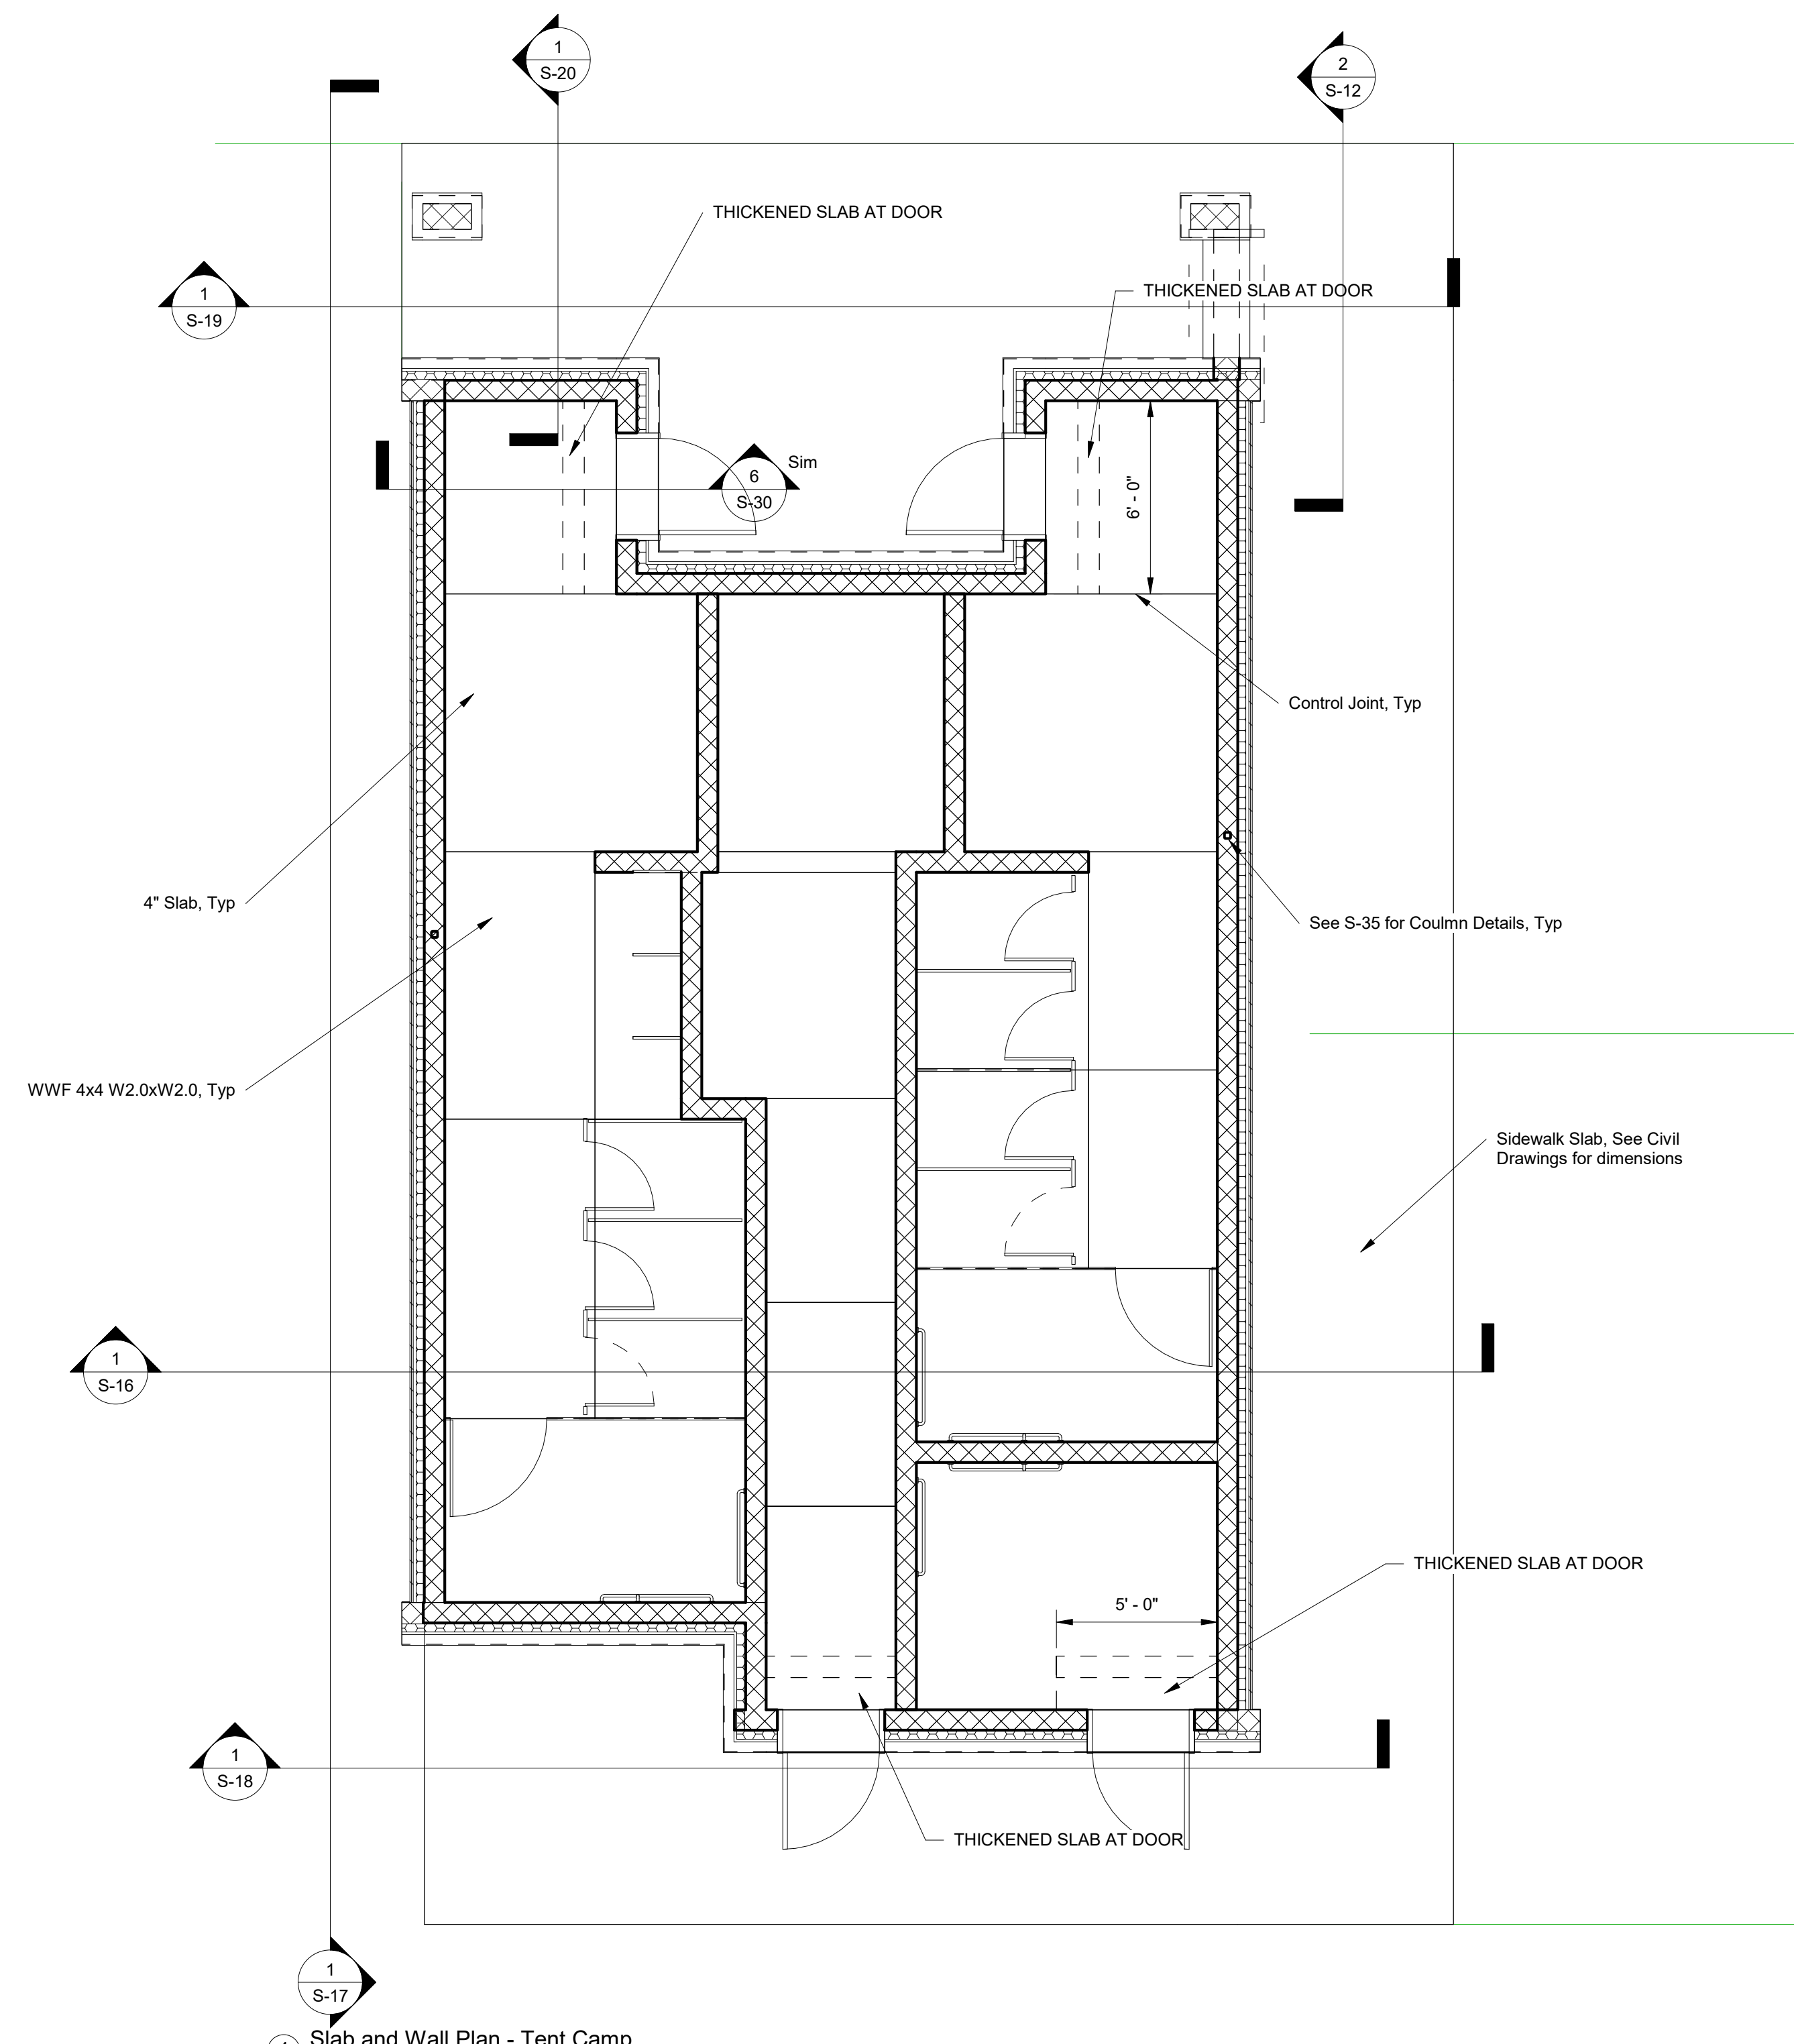 1
S-20
2
S-12
THICKENED SLAB AT DOOR
THICKENED SLAB AT DOOR
1
S-19
6
S-30
Sim
6' - 0"
Control Joint, Typ
4" Slab, Typ
See S-35 for Coulmn Details, Typ
WWF 4x4 W2.0xW2.0, Typ
Sidewalk Slab, See Civil
Drawings for dimensions
1
S-16
THICKENED SLAB AT DOOR
5' - 0"
1
S-18
THICKENED SLAB AT DOOR
1
S-17
Slab and Wall Plan - Tent Camp